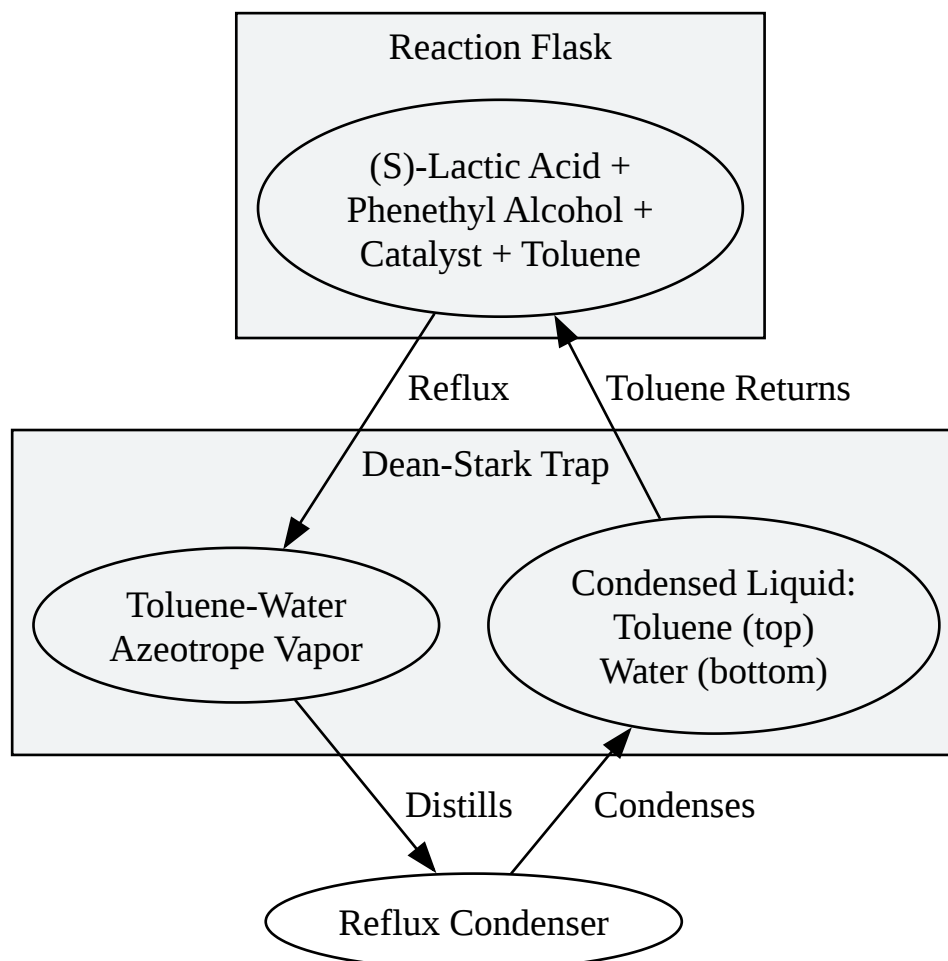 Reaction Flask
(S)-Lactic Acid +
Phenethyl Alcohol +
Catalyst + Toluene
Reflux
Toluene Returns
Dean-Stark Trap
Toluene-Water
Azeotrope Vapor
Condensed Liquid:
Toluene (top)
Water (bottom)
Distills
Condenses
Reflux Condenser